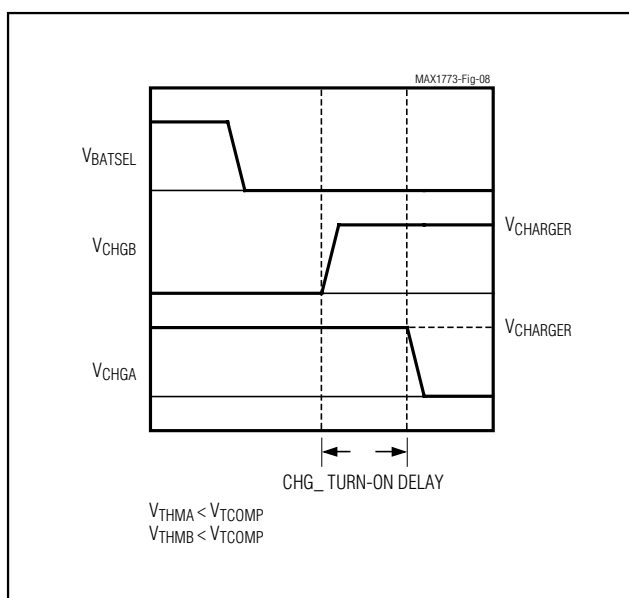 MAX1773-Fig-08
VBATSEL
VCHGB
VCHARGER
VCHARGER
VCHGA
CHG_ TURN-ON DELAY
VTHMA < VTCOMP
VTHMB < VTCOMP